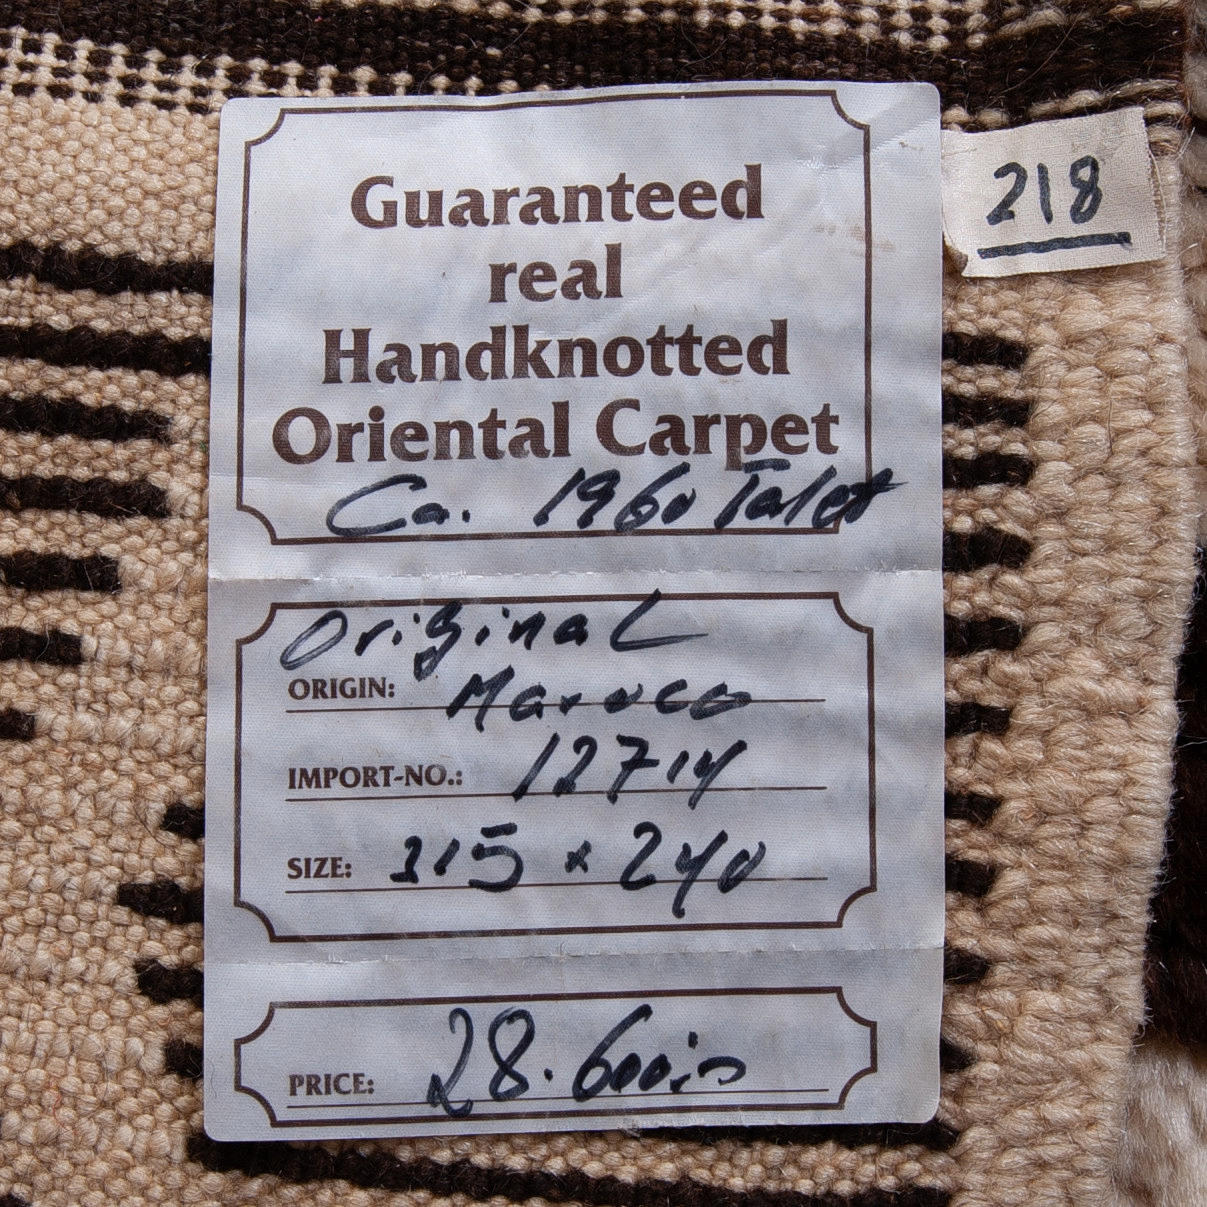 Guaranteed
real
Handknotted
Oriental Carpet
Ca. 1960
218
Original
ORIGIN: Maroco
IMPORT-NO.: 12714
SIZE: 315 x 240
PRICE: 28.600:-